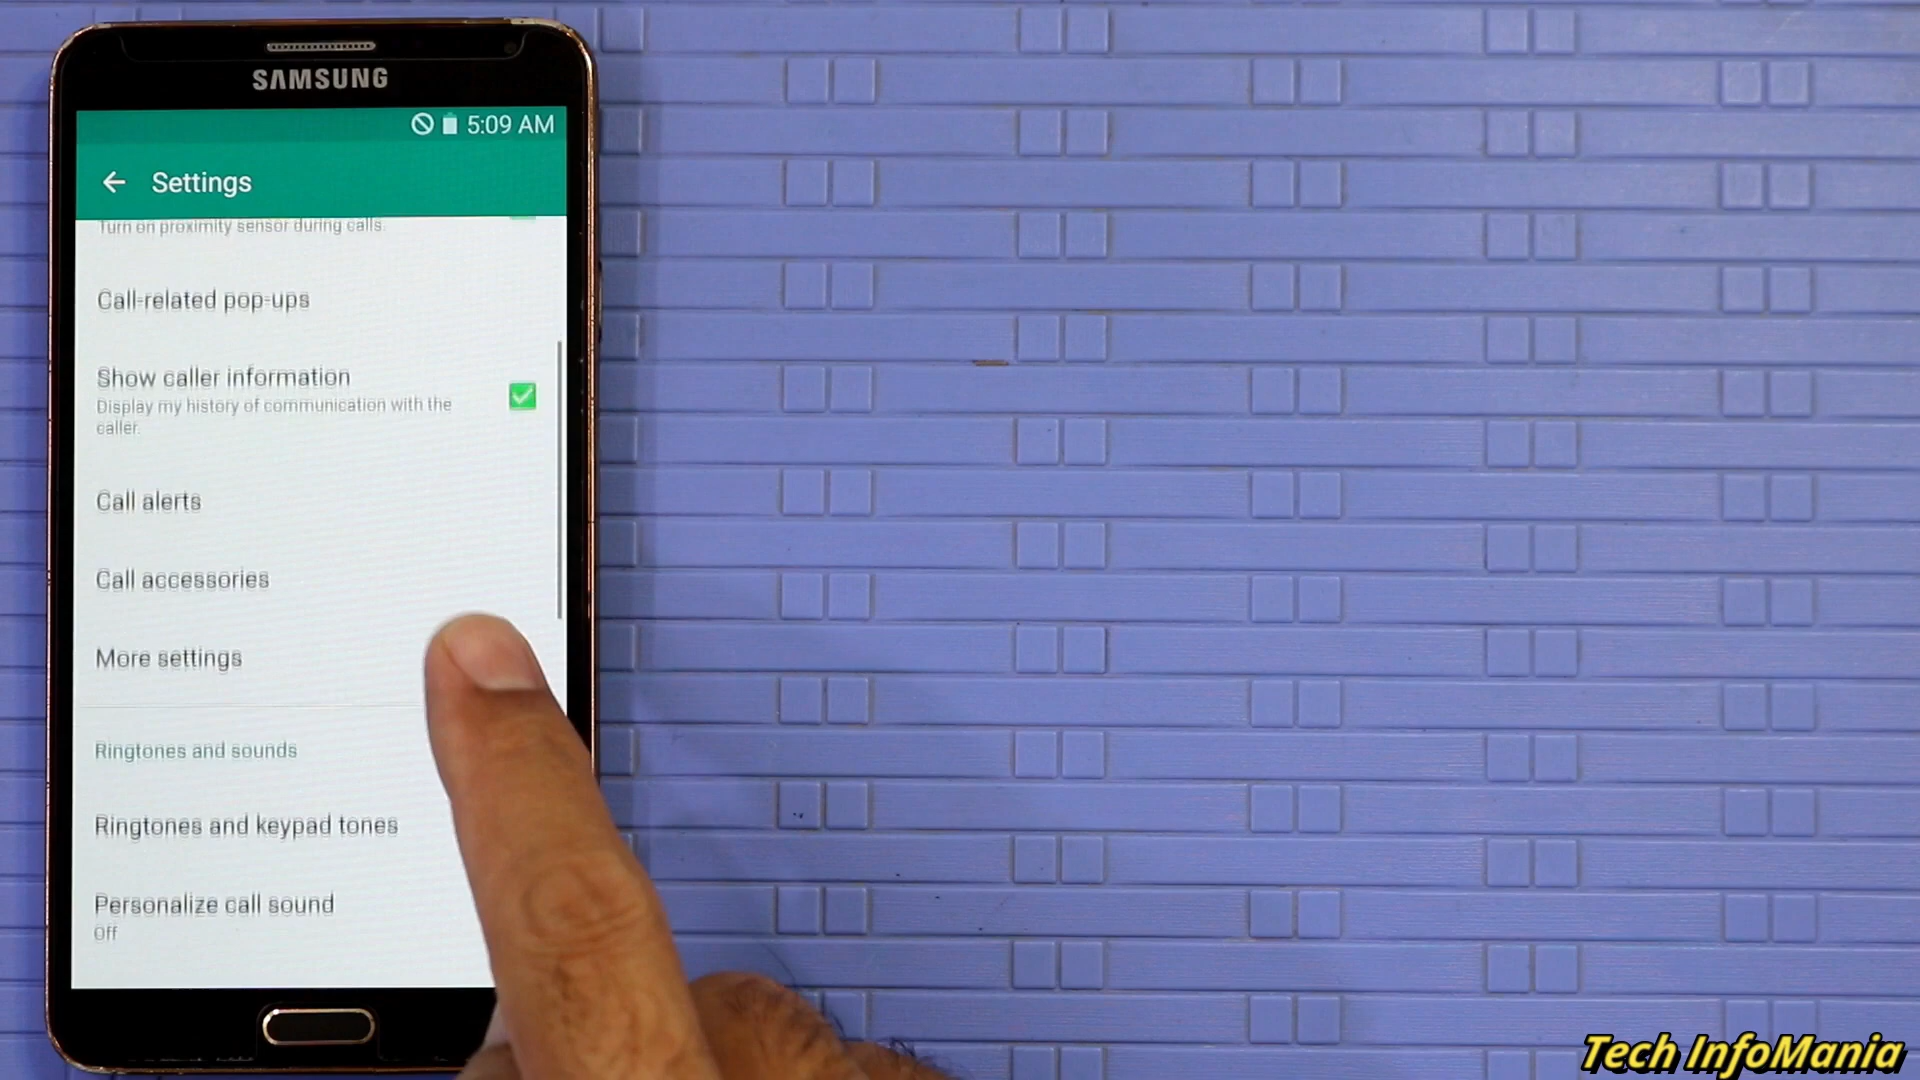 SAMSUNG
5:09 AM
Settings
Turn on proximity sensor during calls.
Call-related pop-ups
Show caller information
Display my history of communication with the
caller.
Call alerts
Call accessories
More settings
Ringtones and sounds
Ringtones and keypad tones
Personalize call sound
Off
Tech InfoMania